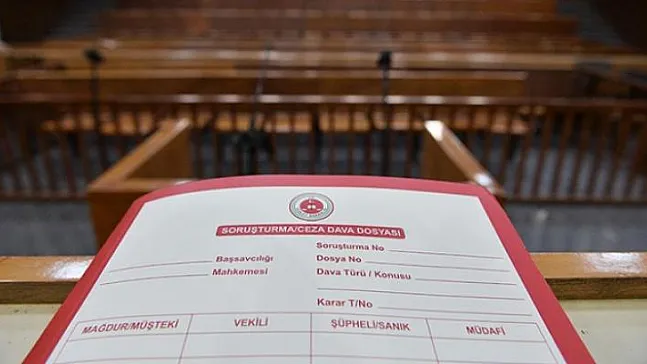 SORUŞTURMA/CEZA DAVA DOSYASI
Başsavcılığı
Mahkemesi
Soruşturma No
Dosya No
Dava Türü / Konusu
Karar T/No
MAĞDUR/MÜŞTEKİ VEKİLİ ŞÜPHELİ/SANIK MÜDAFİ